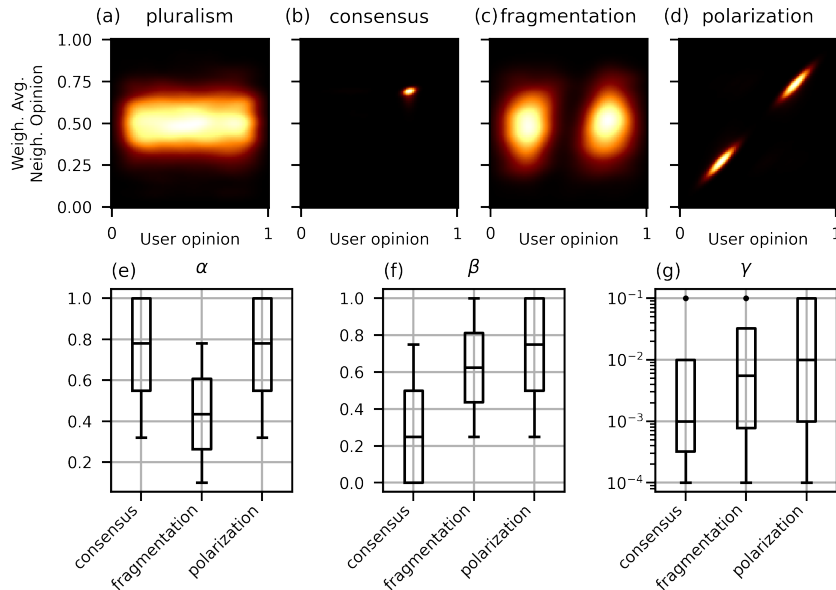 (a) pluralism
(b) consensus
(c) fragmentation
(d) polarization
Weigh. Avg.
Neigh. Opinion
1.00
0.75
0.50
0.25
0.00
0 User opinion 1
0 User opinion 1
0 User opinion 1
0 User opinion 1
(e) α
1.0
0.8
0.6
0.4
0.2
consensus
fragmentation
polarization
(f) β
1.0
0.8
0.6
0.4
0.2
0.0
consensus
fragmentation
polarization
(g) γ
10⁻¹
10⁻²
10⁻³
10⁻⁴
consensus
fragmentation
polarization